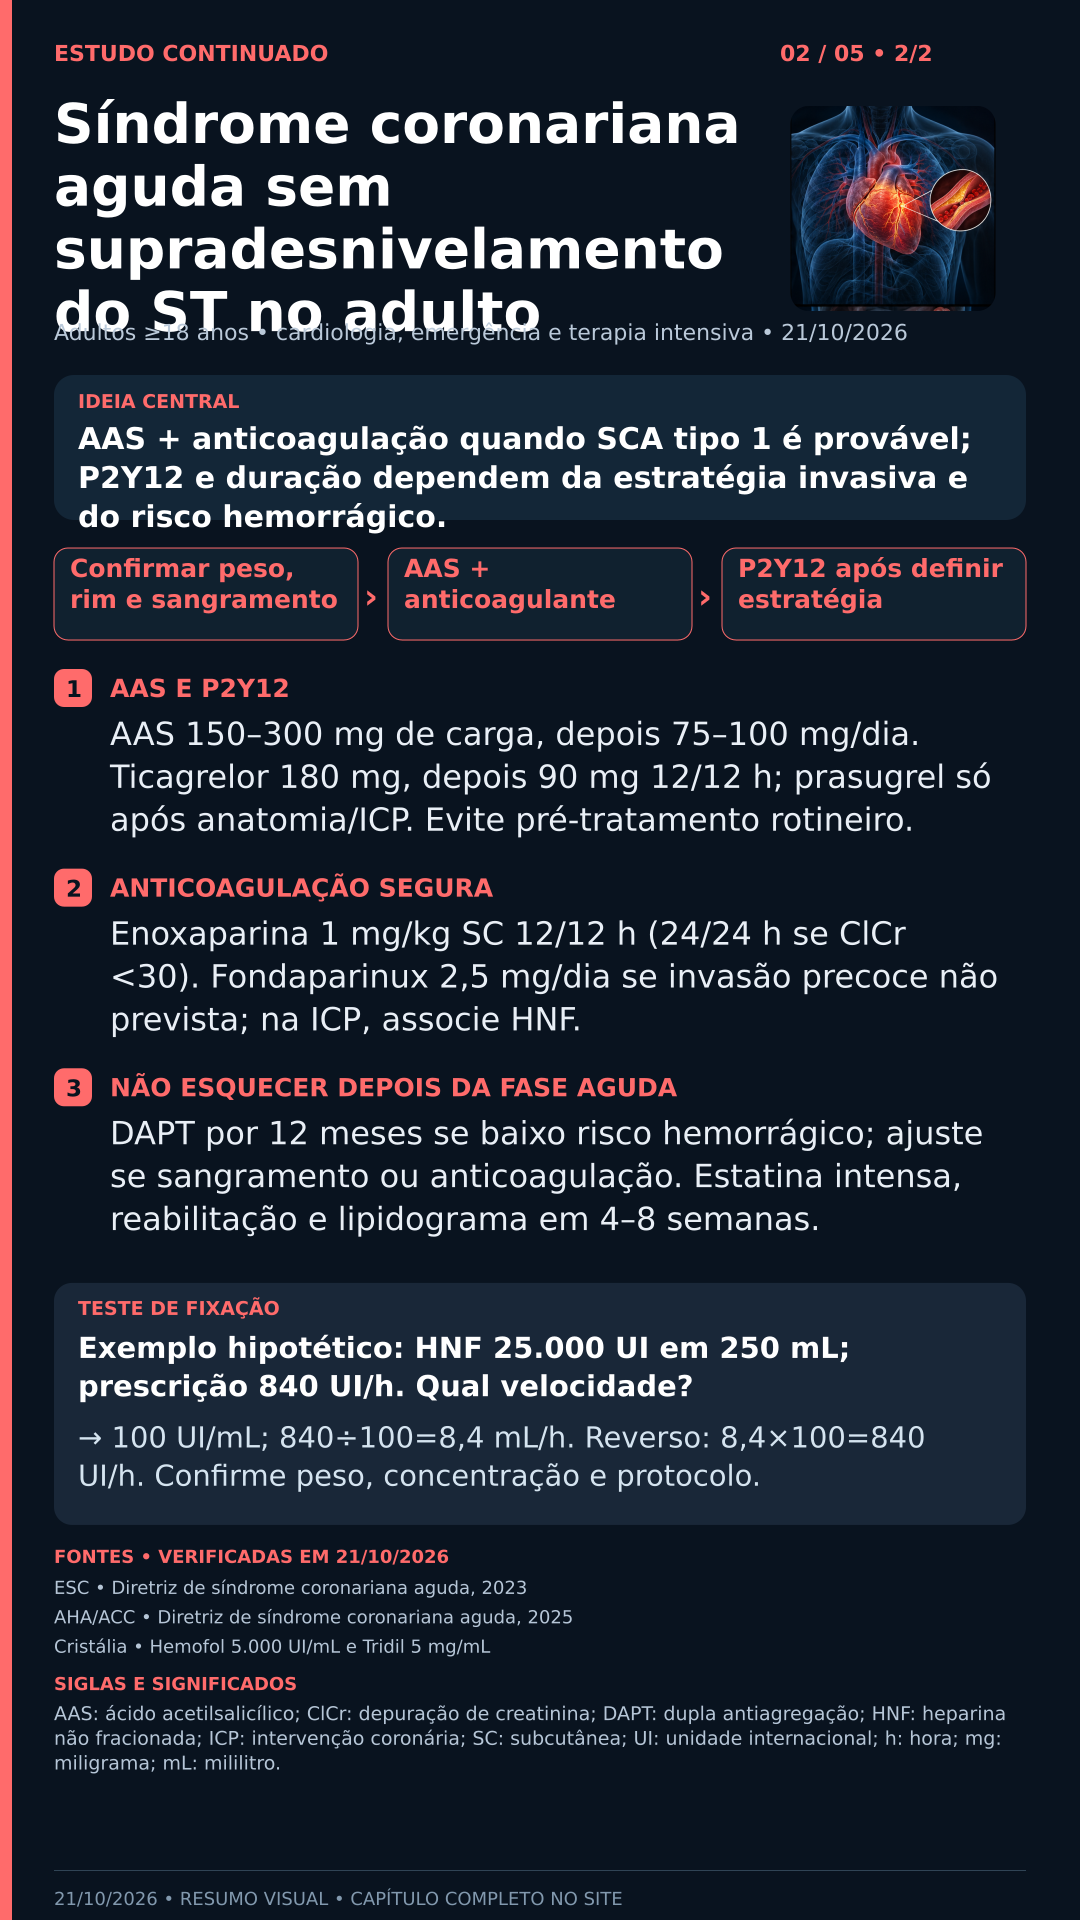 ESTUDO CONTINUADO
02 / 05 • 2/2
Síndrome coronariana
aguda sem
supradesnivelamento
do ST no adulto
Adultos ≥18 anos • cardiologia, emergência e terapia intensiva • 21/10/2026
IDEIA CENTRAL
AAS + anticoagulação quando SCA tipo 1 é provável;
P2Y12 e duração dependem da estratégia invasiva e
do risco hemorrágico.
Confirmar peso,
rim e sangramento
›
AAS +
anticoagulante
›
P2Y12 após definir
estratégia
1 AAS E P2Y12
AAS 150–300 mg de carga, depois 75–100 mg/dia.
Ticagrelor 180 mg, depois 90 mg 12/12 h; prasugrel só
após anatomia/ICP. Evite pré-tratamento rotineiro.
2 ANTICOAGULAÇÃO SEGURA
Enoxaparina 1 mg/kg SC 12/12 h (24/24 h se ClCr
<30). Fondaparinux 2,5 mg/dia se invasão precoce não
prevista; na ICP, associe HNF.
3 NÃO ESQUECER DEPOIS DA FASE AGUDA
DAPT por 12 meses se baixo risco hemorrágico; ajuste
se sangramento ou anticoagulação. Estatina intensa,
reabilitação e lipidograma em 4–8 semanas.
TESTE DE FIXAÇÃO
Exemplo hipotético: HNF 25.000 UI em 250 mL;
prescrição 840 UI/h. Qual velocidade?
→ 100 UI/mL; 840÷100=8,4 mL/h. Reverso: 8,4×100=840
UI/h. Confirme peso, concentração e protocolo.
FONTES • VERIFICADAS EM 21/10/2026
ESC • Diretriz de síndrome coronariana aguda, 2023
AHA/ACC • Diretriz de síndrome coronariana aguda, 2025
Cristália • Hemofol 5.000 UI/mL e Tridil 5 mg/mL
SIGLAS E SIGNIFICADOS
AAS: ácido acetilsalicílico; ClCr: depuração de creatinina; DAPT: dupla antiagregação; HNF: heparina
não fracionada; ICP: intervenção coronária; SC: subcutânea; UI: unidade internacional; h: hora; mg:
miligrama; mL: mililitro.
21/10/2026 • RESUMO VISUAL • CAPÍTULO COMPLETO NO SITE